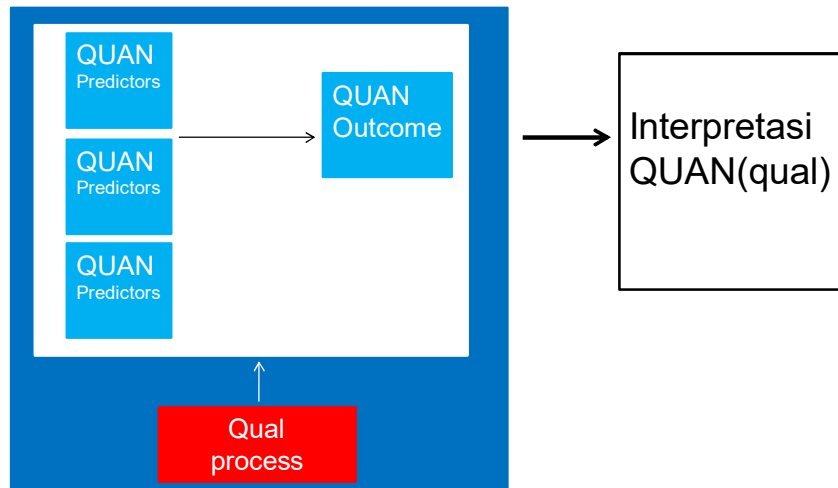 QUAN
Predictors
QUAN
Predictors
QUAN
Predictors
QUAN
Outcome
Qual
process
Interpretasi
QUAN(qual)